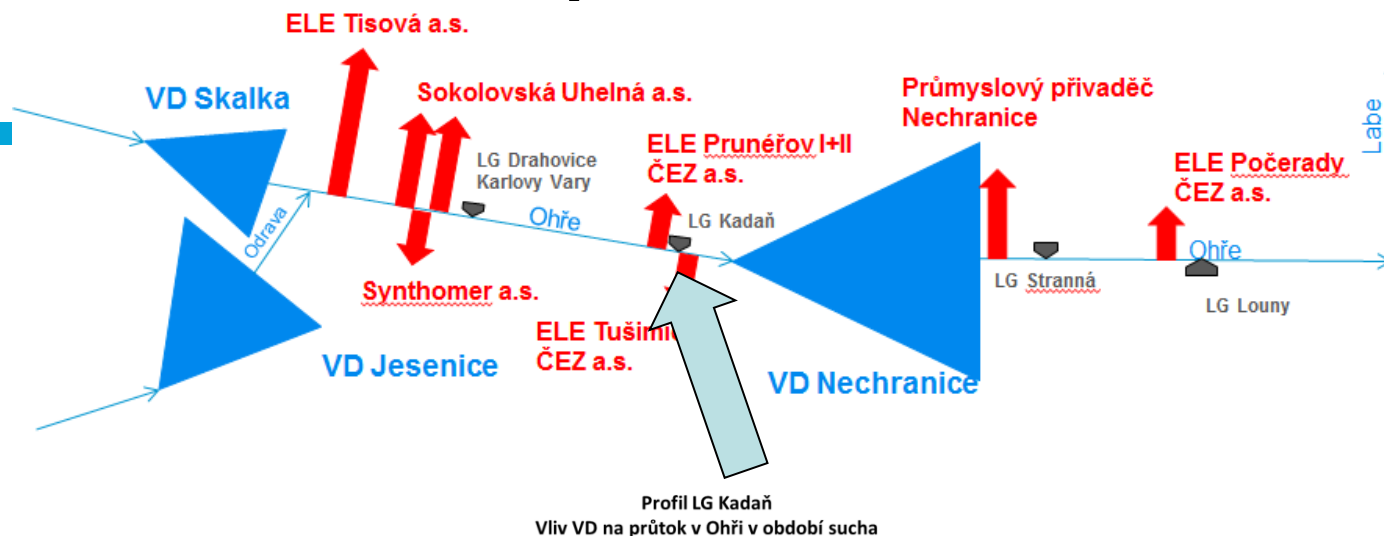 ELE Tisová a.s.
VD Skalka
Sokolovská Uhelná a.s.
Průmyslový přivaděč
Nechranice
LG Drahovice
Karlovy Vary
ELE Prunéřov I+II
ČEZ a.s.
ELE Počerady
ČEZ a.s.
Labe
Odrava
Ohře
LG Kadaň
Ohře
LG Stranná
LG Louny
Synthomer a.s.
ELE
ČEZ a.s.
VD Jesenice
VD Nechranice
Profil LG Kadaň
Vliv VD na průtok v Ohři v období sucha